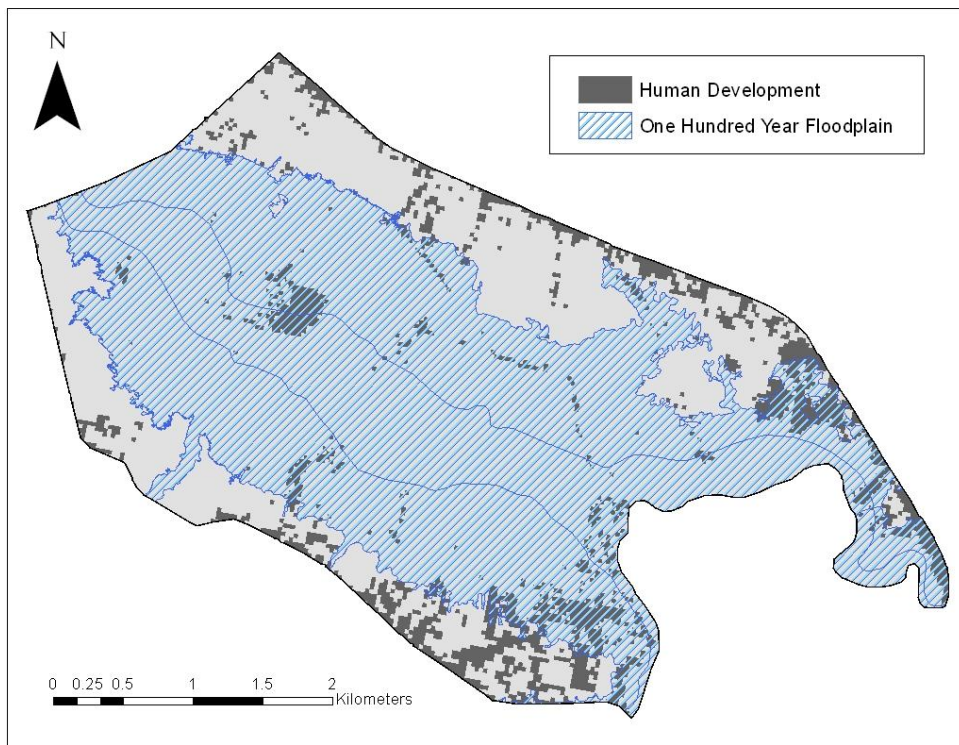 N
Human Development
One Hundred Year Floodplain
0 0.25 0.5 1 1.5 2
Kilometers